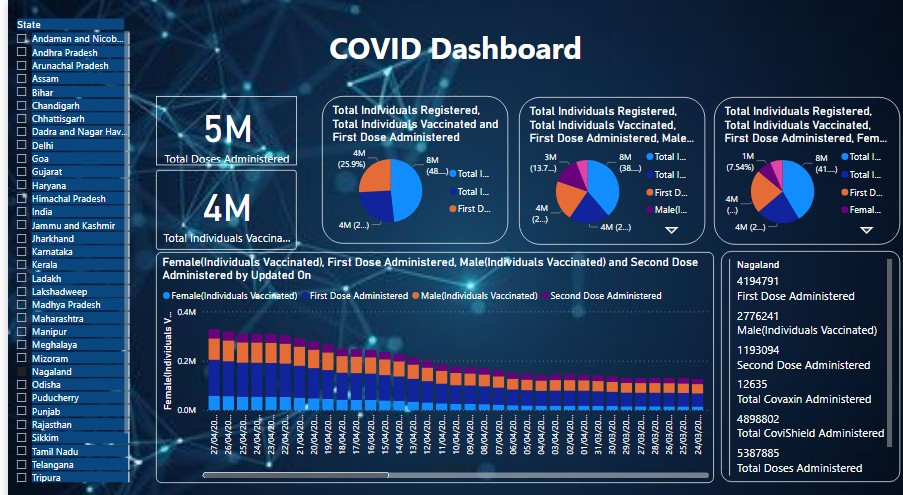 State
Andaman and Nicob...
Andhra Pradesh
Arunachal Pradesh
Assam
Bihar
Chandigarh
Chhattisgarh
Dadra and Nagar Hav...
Delhi
Goa
Gujarat
Haryana
Himachal Pradesh
India
Jammu and Kashmir
Jharkhand
Karnataka
Kerala
Ladakh
Lakshadweep
Madhya Pradesh
Maharashtra
Manipur
Meghalaya
Mizoram
Nagaland
Odisha
Puducherry
Punjab
Rajasthan
Sikkim
Tamil Nadu
Telangana
Tripura
COVID Dashboard
5M
Total Doses Administered
4M
Total Individuals Vaccina...
Total Individuals Registered,
Total Individuals Vaccinated and
First Dose Administered
4M
(25.9%)
8M
(48....)
4M (2...)
Total I...
Total I...
First D...
Total Individuals Registered,
Total Individuals Vaccinated,
First Dose Administered, Male...
3M
(13.7...)
8M
(38...)
4M
(2...)
4M (2...)
Total I...
Total I...
First D...
Male(I...
Total Individuals Registered,
Total Individuals Vaccinated,
First Dose Administered, Fem...
1M
(7.54%)
8M
(41....)
4M
(...)
4M (2...)
Total I...
Total I...
First D...
Femal...
Female(Individuals Vaccinated), First Dose Administered, Male(Individuals Vaccinated) and Second Dose
Administered by Updated On
Female(Individuals Vaccinated) First Dose Administered Male(Individuals Vaccinated) Second Dose Administered
Female(Individuals V...
0.4M
0.2M
0.0M
27/04/20...
26/04/20...
25/04/20...
24/04/20...
23/04/20...
22/04/20...
21/04/20...
20/04/20...
19/04/20...
18/04/20...
17/04/20...
16/04/20...
15/04/20...
14/04/20...
13/04/20...
12/04/20...
11/04/20...
10/04/20...
09/04/20...
08/04/20...
07/04/20...
06/04/20...
05/04/20...
04/04/20...
03/04/20...
02/04/20...
01/04/20...
31/03/20...
30/03/20...
29/03/20...
28/03/20...
27/03/20...
26/03/20...
25/03/20...
24/03/20...
Nagaland
4194791
First Dose Administered
2776241
Male(Individuals Vaccinated)
1193094
Second Dose Administered
12635
Total Covaxin Administered
4898802
Total CoviShield Administered
5387885
Total Doses Administered